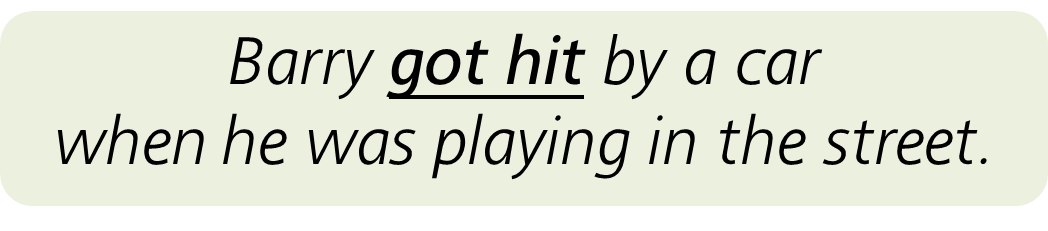 Barry got hit by a car
when he was playing in the street.